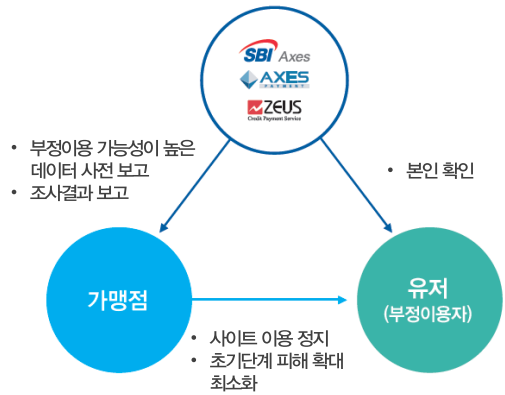 SBI Axes
AXES
PAYMENT
ZEUS
Credit Payment Service
• 부정이용 가능성이 높은
데이터 사전 보고
• 조사결과 보고
• 본인 확인
가맹점
유저
(부정이용자)
• 사이트 이용 정지
• 초기단계 피해 확대
최소화